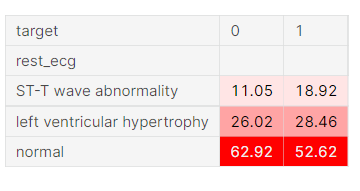 target 0 1
rest_ecg
ST-T wave abnormality 11.05 18.92
left ventricular hypertrophy 26.02 28.46
normal 62.92 52.62